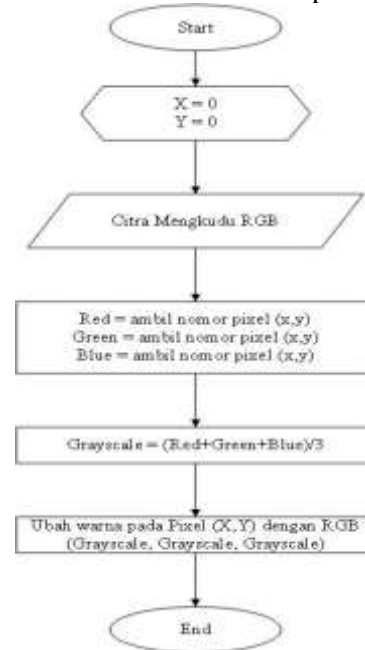 Start
X = 0
Y = 0
Citra Mengkudu RGB
Red = ambil nomor pixel (x,y)
Green = ambil nomor pixel (x,y)
Blue = ambil nomor pixel (x,y)
Grayscale = (Red+Green+Blue)/3
Ubah warna pada Pixel (X,Y) dengan RGB
(Grayscale, Grayscale, Grayscale)
End